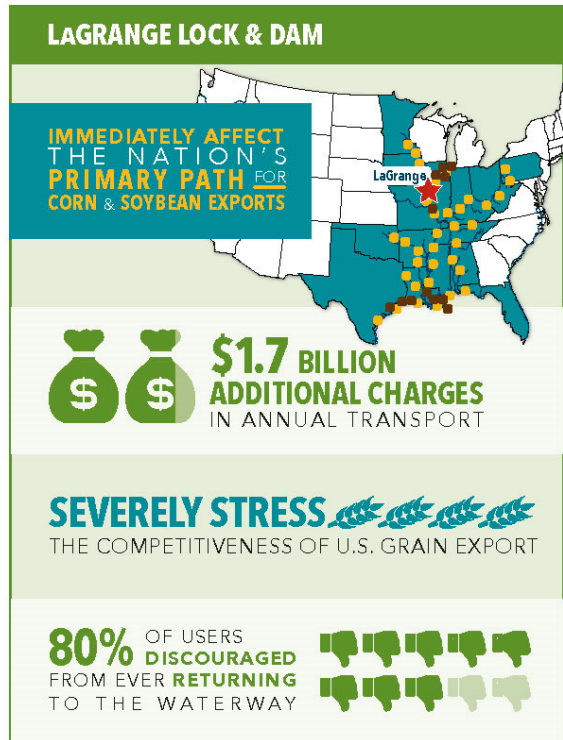 LAGRANGE LOCK & DAM
IMMEDIATELY AFFECT
THE NATION'S
PRIMARY PATH FOR
CORN & SOYBEAN EXPORTS
LaGrange
$ $
$1.7 BILLION
ADDITIONAL CHARGES
IN ANNUAL TRANSPORT
SEVERELY STRESS
THE COMPETITIVENESS OF U.S. GRAIN EXPORT
80% OF USERS
DISCOURAGED
FROM EVER RETURNING
TO THE WATERWAY